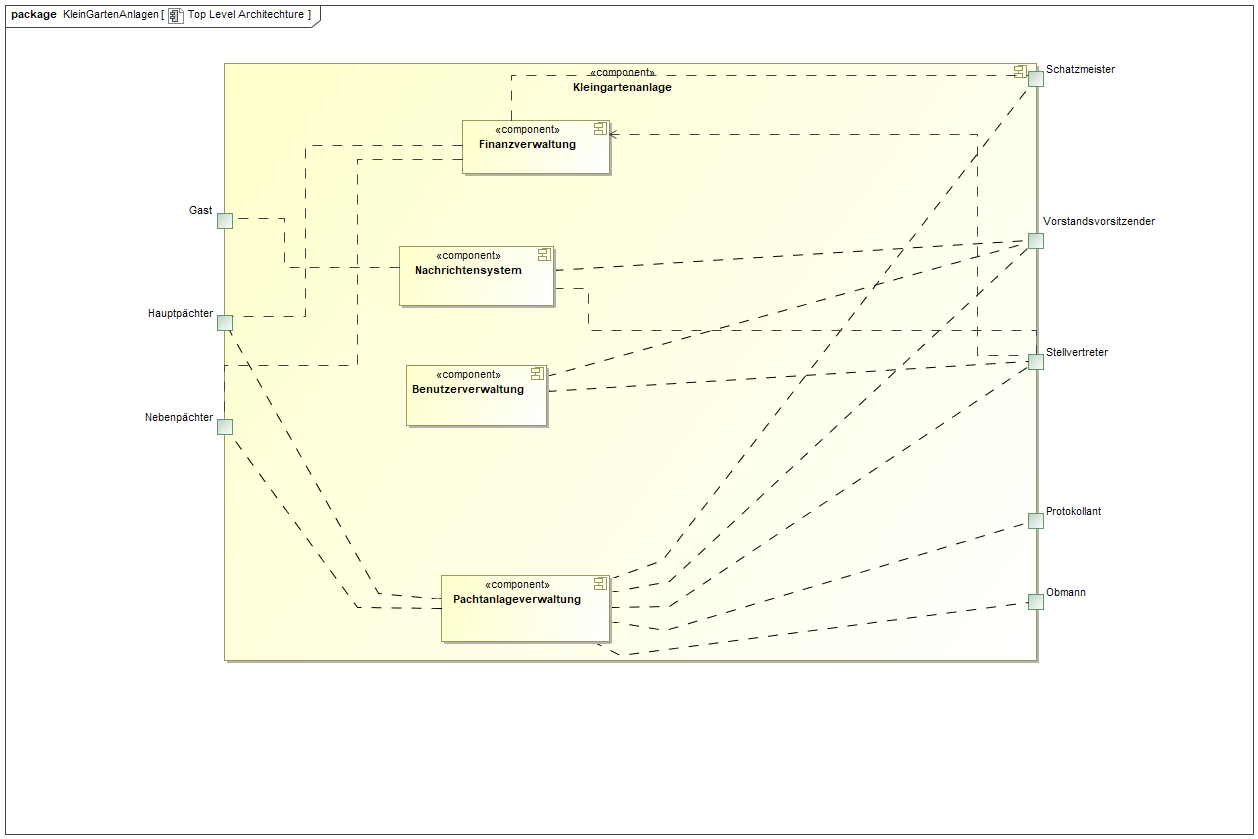 package KleinGartenAnlagen [ Top Level Architechture ]
«component»
Kleingartenanlage
Schatzmeister
«component»
Finanzverwaltung
Gast
Vorstandsvorsitzender
«component»
Nachrichtensystem
Hauptpächter
Stellvertreter
«component»
Benutzerverwaltung
Nebenpächter
Protokollant
«component»
Pachtanlageverwaltung
Obmann